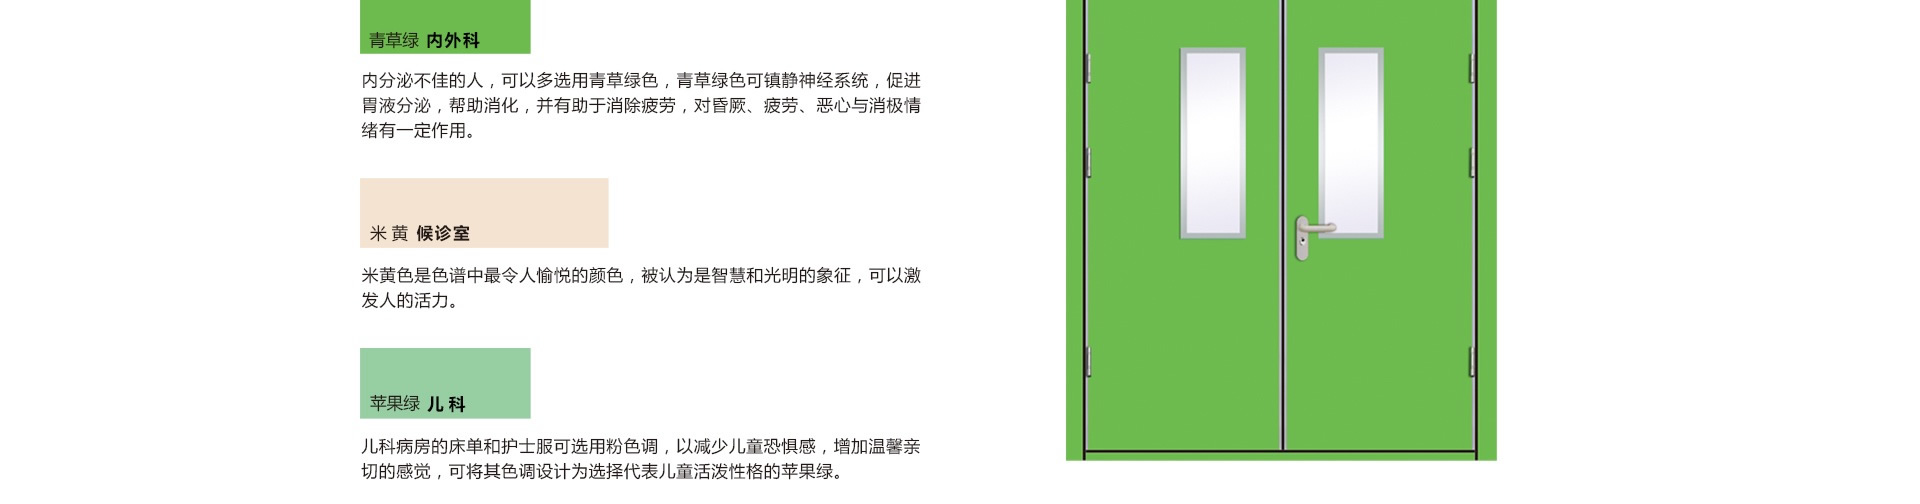 青草绿 内外科
内分泌不佳的人，可以多选用青草绿色，青草绿色可镇静神经系统，促进
胃液分泌，帮助消化，并有助于消除疲劳，对昏厥、疲劳、恶心与消极情
绪有一定作用。
米 黄 候诊室
米黄色是色谱中最令人愉悦的颜色，被认为是智慧和光明的象征，可以激
发人的活力。
苹果绿 儿 科
儿科病房的床单和护士服可选用粉色调，以减少儿童恐惧感，增加温馨亲
切的感觉，可将其色调设计为选择代表儿童活泼性格的苹果绿。